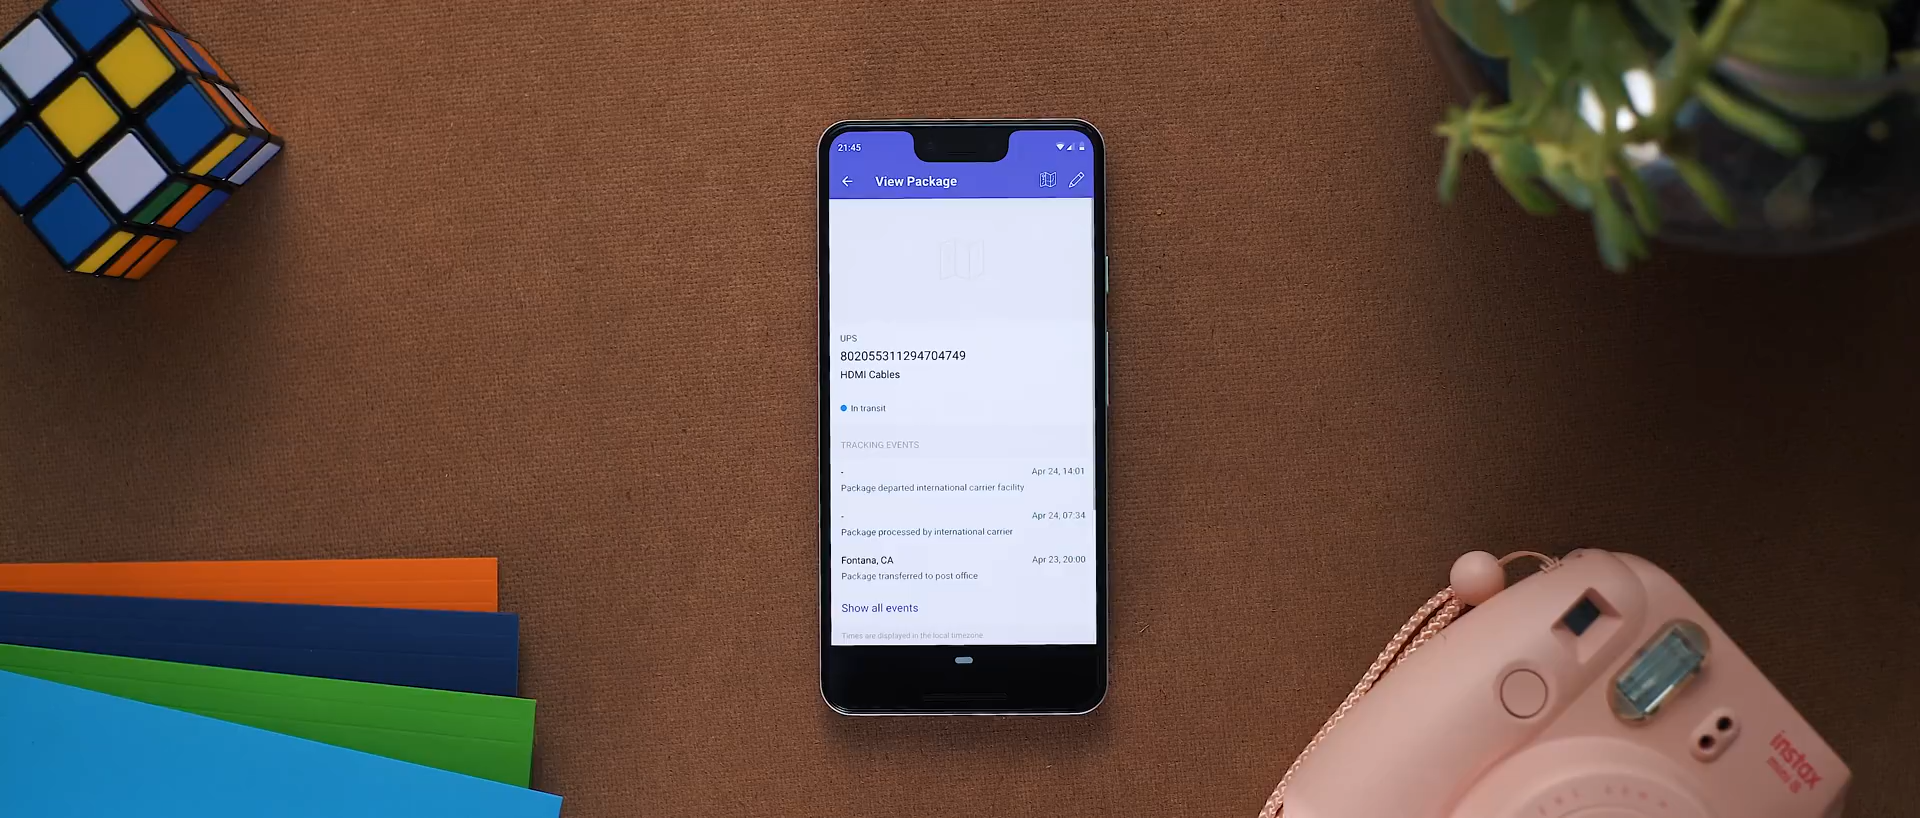 21:45
View Package
UPS
802055311294704749
HDMI Cables
In transit
TRACKING EVENTS
- Apr 24, 14:01
Package departed international carrier facility
- Apr 24, 07:34
Package processed by international carrier
Fontana, CA Apr 23, 20:00
Package transferred to post office
Show all events
Times are displayed in the local timezone
instax
mini 8